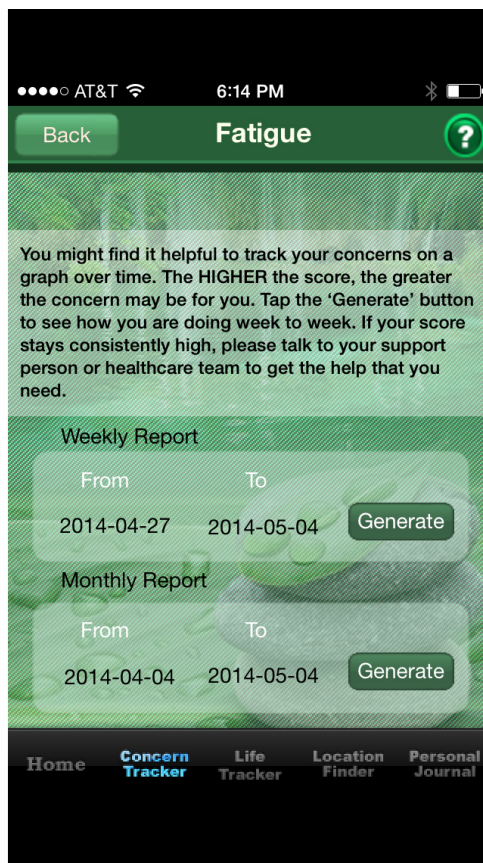 AT&T 6:14 PM
Back Fatigue ?
You might find it helpful to track your concerns on a
graph over time. The HIGHER the score, the greater
the concern may be for you. Tap the ‘Generate’ button
to see how you are doing week to week. If your score
stays consistently high, please talk to your support
person or healthcare team to get the help that you
need.
Weekly Report
From To
2014-04-27 2014-05-04 Generate
Monthly Report
From To
2014-04-04 2014-05-04 Generate
Home Concern Life Location Personal
Tracker Tracker Finder Journal